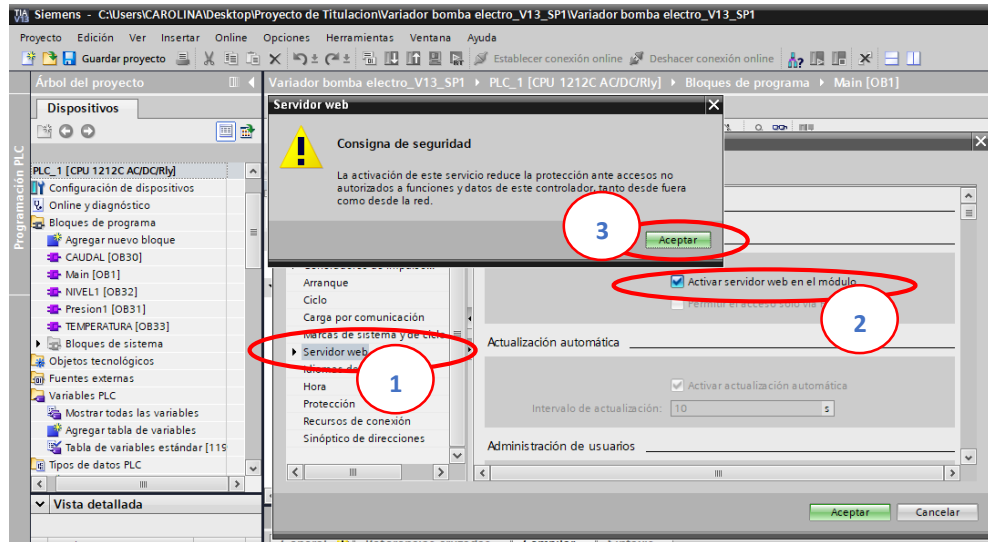 Siemens - C:\Users\CAROLINA\Desktop\Proyecto de Titulacion\Variador bomba electro_V13_SP1\Variador bomba electro_V13_SP1
Proyecto Edición Ver Insertar Online Opciones Herramientas Ventana Ayuda
Guardar proyecto Establecer conexión online Deshacer conexión online
Árbol del proyecto
Variador bomba electro_V13_SP1 PLC_1 [CPU 1212C AC/DC/Rly] Bloques de programa Main [OB1]
Dispositivos
Programación PLC
PLC_1 [CPU 1212C AC/DC/Rly]
Configuración de dispositivos
Online y diagnóstico
Bloques de programa
Agregar nuevo bloque
CAUDAL [OB30]
Main [OB1]
NIVEL1 [OB32]
Presion1 [OB31]
TEMPERATURA [OB33]
Bloques de sistema
Objetos tecnológicos
Fuentes externas
Variables PLC
Mostrar todas las variables
Agregar tabla de variables
Tabla de variables estándar [119
Tipos de datos PLC
Vista detallada
Servidor web
Consigna de seguridad
La activación de este servicio reduce la protección ante accesos no
autorizados a funciones y datos de este controlador, tanto desde fuera
como desde la red.
3
Aceptar
Arranque
Ciclo
Carga por comunicación
Marcas de sistema y de ciclo
Servidor web
Hora
Protección
Recursos de conexión
Sinóptico de direcciones
1
Activar servidor web en el módulo
Permitir el acceso sólo vía
2
Actualización automática
Activar actualización automática
Intervalo de actualización: 10 s
Administración de usuarios
Aceptar Cancelar